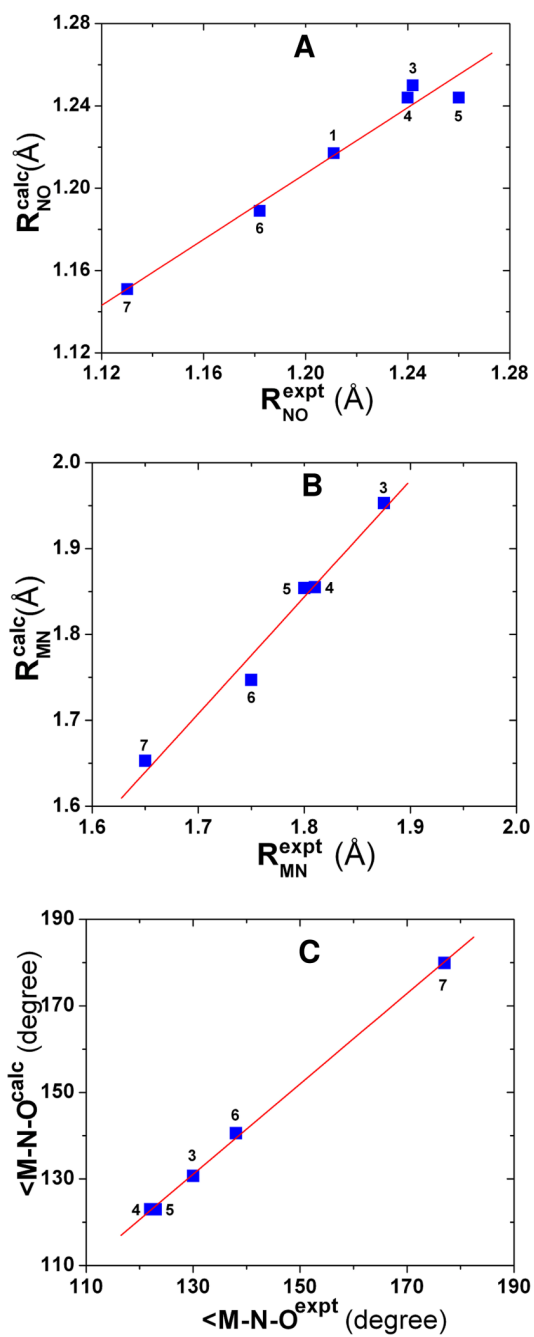 A
1.28
1.24
1.20
1.16
1.12
3
4
5
1
6
7
1.12 1.16 1.20 1.24 1.28
R_NO^calc (Å)
R_NO^expt (Å)
B
2.0
1.9
1.8
1.7
1.6
3
5 4
6
7
1.6 1.7 1.8 1.9 2.0
R_MN^calc (Å)
R_MN^expt (Å)
C
190
170
150
130
110
7
6
3
4 5
110 130 150 170 190
<M-N-O^calc (degree)
<M-N-O^expt (degree)